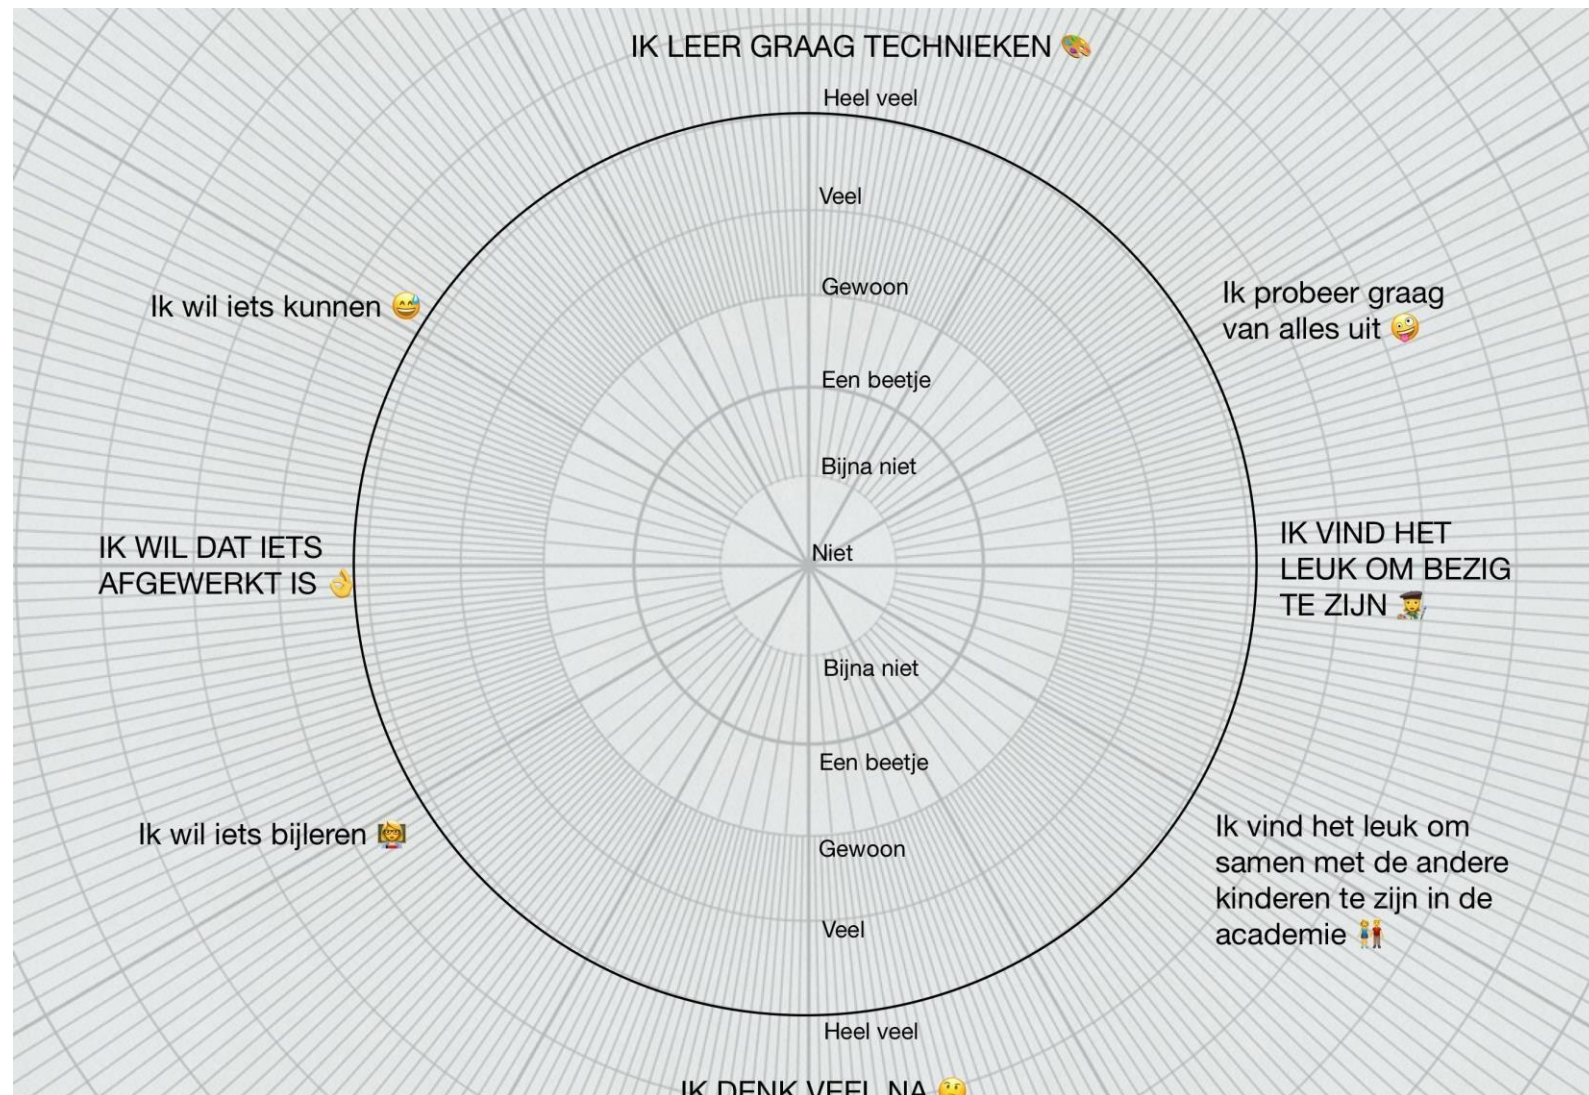 IK LEER GRAAG TECHNIEKEN 🎨
Heel veel
Veel
Gewoon
Ik wil iets kunnen 😅
Ik probeer graag
van alles uit 🤪
Een beetje
Bijna niet
Niet
IK WIL DAT IETS
AFGEWERKT IS 👌
IK VIND HET
LEUK OM BEZIG
TE ZIJN 👩‍🎨
Bijna niet
Een beetje
Gewoon
Ik wil iets bijleren 👩‍🏫
Ik vind het leuk om
samen met de andere
kinderen te zijn in de
academie 👫
Veel
Heel veel
IK DENK VEEL NA 🤔